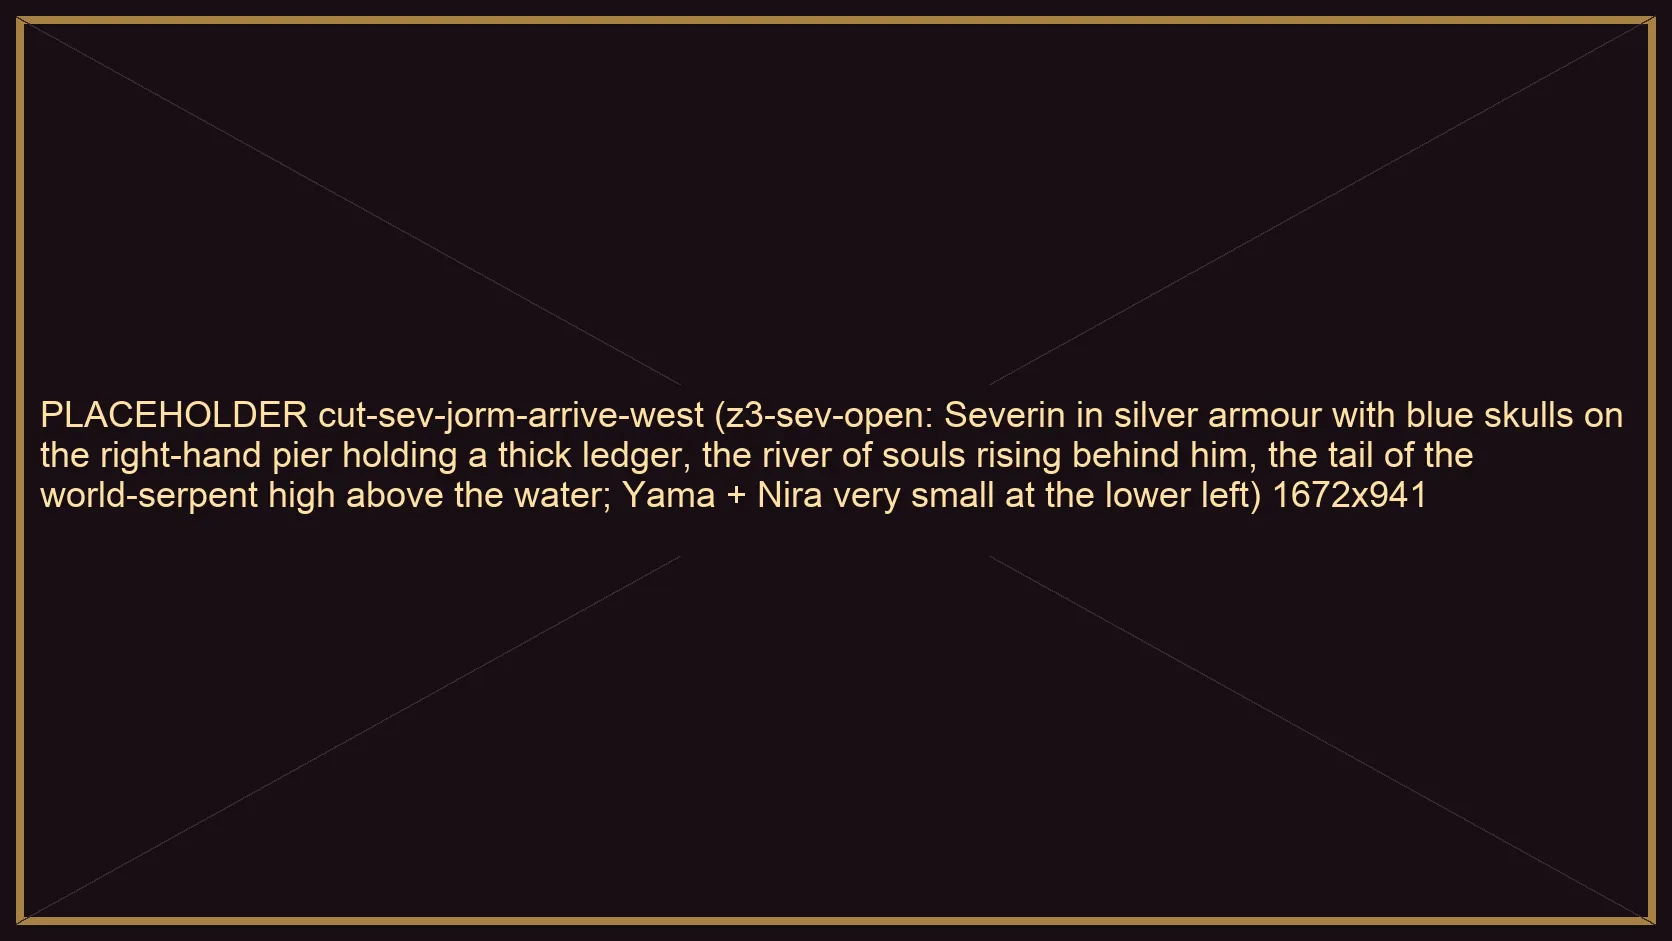 PLACEHOLDER cut-sev-jorm-arrive-west (z3-sev-open: Severin in silver armour with blue skulls on
the right-hand pier holding a thick ledger, the river of souls rising behind him, the tail of the
world-serpent high above the water; Yama + Nira very small at the lower left) 1672x941